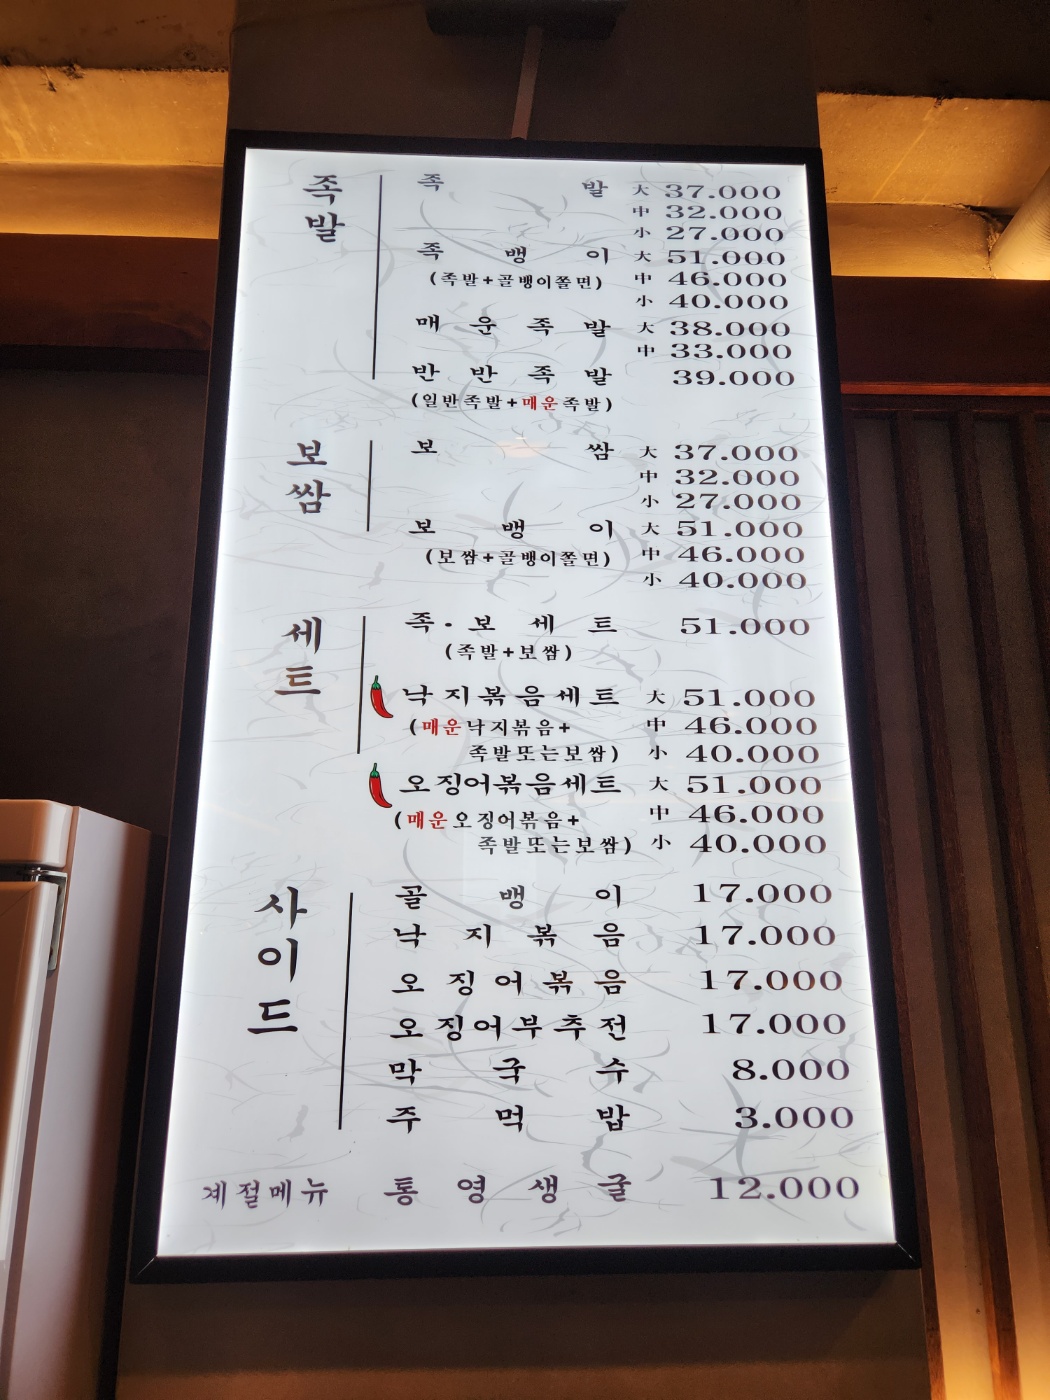 족발
족발 大 37.000
中 32.000
小 27.000
족뱅이 大 51.000
(족발+골뱅이쫄면) 中 46.000
小 40.000
매운족발 大 38.000
中 33.000
반반족발 39.000
(일반족발+매운족발)
보쌈
보쌈 大 37.000
中 32.000
小 27.000
보뱅이 大 51.000
(보쌈+골뱅이쫄면) 中 46.000
小 40.000
세트
족·보세트 51.000
(족발+보쌈)
낙지볶음세트 大 51.000
(매운낙지볶음+ 中 46.000
족발또는보쌈) 小 40.000
오징어볶음세트 大 51.000
(매운오징어볶음+ 中 46.000
족발또는보쌈) 小 40.000
사이드
골뱅이 17.000
낙지볶음 17.000
오징어볶음 17.000
오징어부추전 17.000
막국수 8.000
주먹밥 3.000
계절메뉴 통영생굴 12.000